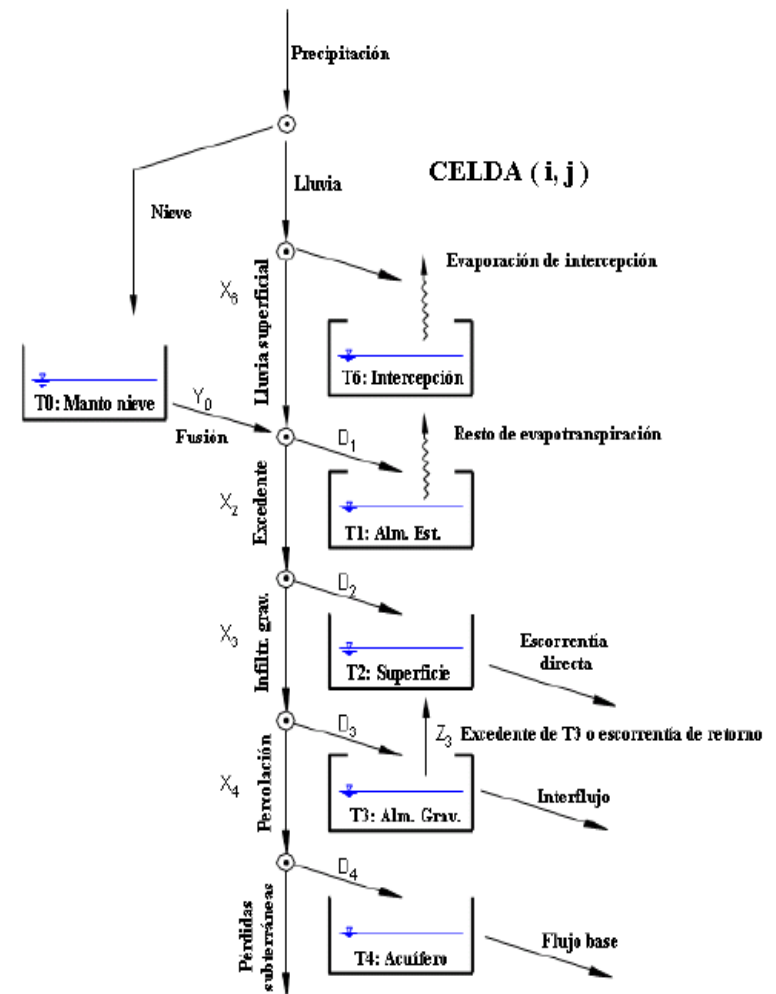 Precipitación
CELDA ( i, j )
Lluvia
Nieve
Evaporación de intercepción
X6
Lluvia superficial
T6: Intercepción
T0: Manto nieve
Y0
Fusión
D1
Resto de evapotranspiración
X2
Excedente
T1: Alm. Est.
D2
X3
Infiltr. grav.
T2: Superficie
Escorrentía
directa
D3
Z3 Excedente de T3 o escorrentía de retorno
X4
Percolación
T3: Alm. Grav.
Interflujo
D4
Pérdidas
subterráneas
T4: Acuífero
Flujo base